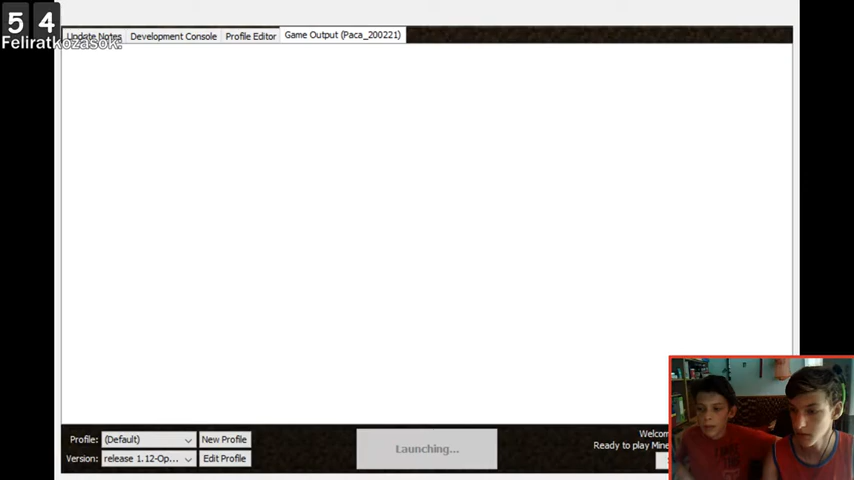 5 4
Feliratkozások:
Update Notes Development Console Profile Editor Game Output (Paca_200221)
Profile: (Default) New Profile
Launching...
Version: release 1.12-Op... Edit Profile
Welcom
Ready to play Mine